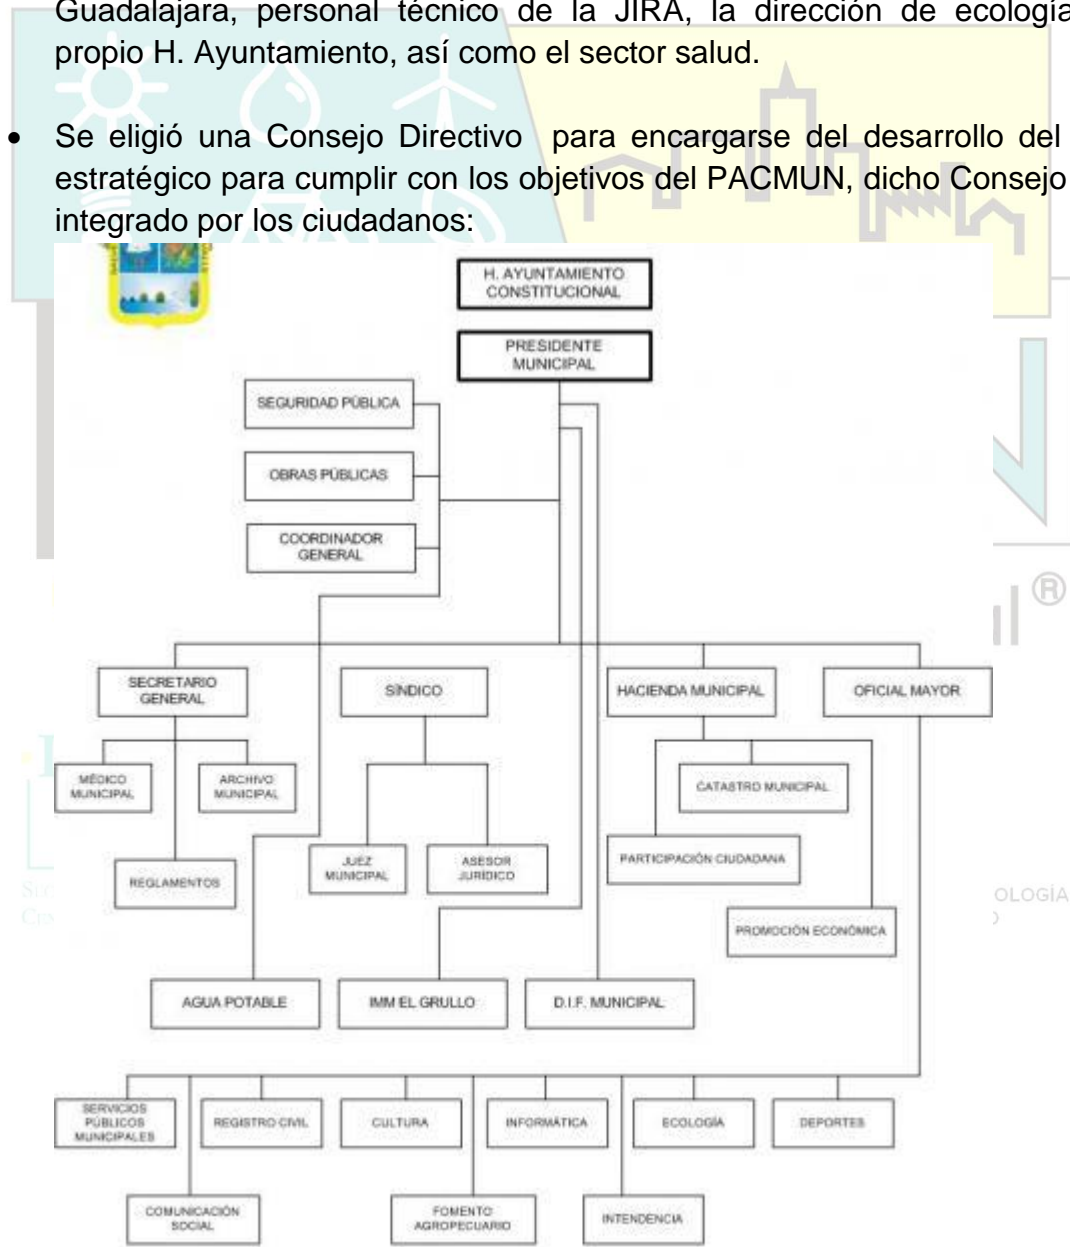 Guadalajara, personal técnico de la JIRA, la dirección de ecología
propio H. Ayuntamiento, así como el sector salud.
• Se eligió una Consejo Directivo para encargarse del desarrollo del
estratégico para cumplir con los objetivos del PACMUN, dicho Consejo
integrado por los ciudadanos:
H. AYUNTAMIENTO
CONSTITUCIONAL
PRESIDENTE
MUNICIPAL
SEGURIDAD PÚBLICA
OBRAS PÚBLICAS
COORDINADOR
GENERAL
®
SECRETARIO
GENERAL
SÍNDICO
HACIENDA MUNICIPAL
OFICIAL MAYOR
MÉDICO
MUNICIPAL
ARCHIVO
MUNICIPAL
CATASTRO MUNICIPAL
JUEZ
MUNICIPAL
ASESOR
JURÍDICO
PARTICIPACIÓN CIUDADANA
REGLAMENTOS
OLOGÍA
PROMOCIÓN ECONÓMICA
AGUA POTABLE
IMM EL GRULLO
D.I.F. MUNICIPAL
SERVICIOS
PÚBLICOS
MUNICIPALES
REGISTRO CIVIL
CULTURA
INFORMÁTICA
ECOLOGÍA
DEPORTES
COMUNICACIÓN
SOCIAL
FOMENTO
AGROPECUARIO
INTENDENCIA